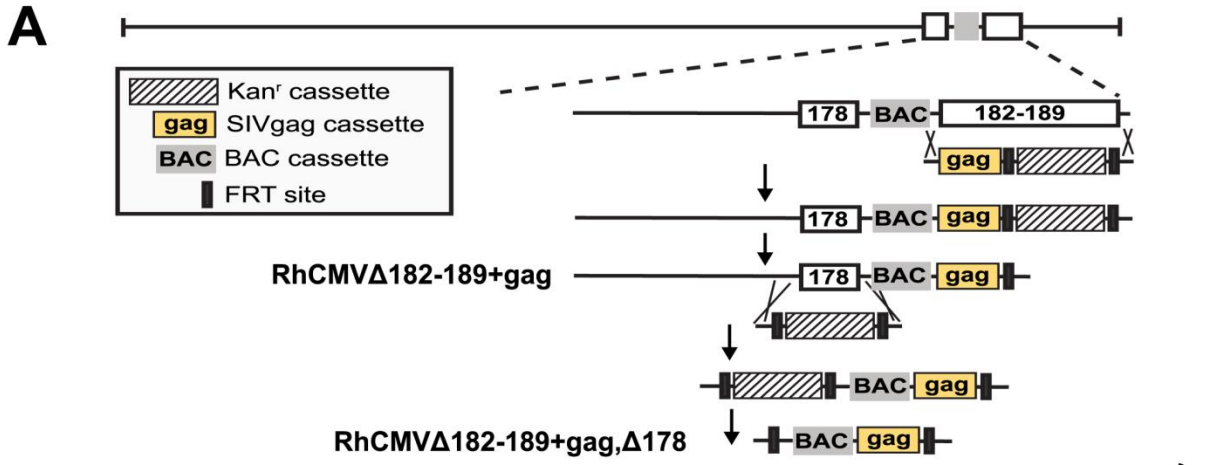 A
Kanʳ cassette
gag SIVgag cassette
BAC BAC cassette
FRT site
178 BAC 182-189
gag
178 BAC gag
RhCMVΔ182-189+gag 178 BAC gag
BAC gag
RhCMVΔ182-189+gag,Δ178 BAC gag